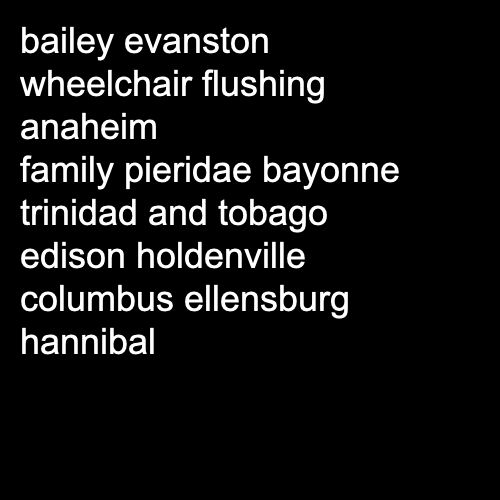 bailey evanston
wheelchair flushing
anaheim
family pieridae bayonne
trinidad and tobago
edison holdenville
columbus ellensburg
hannibal